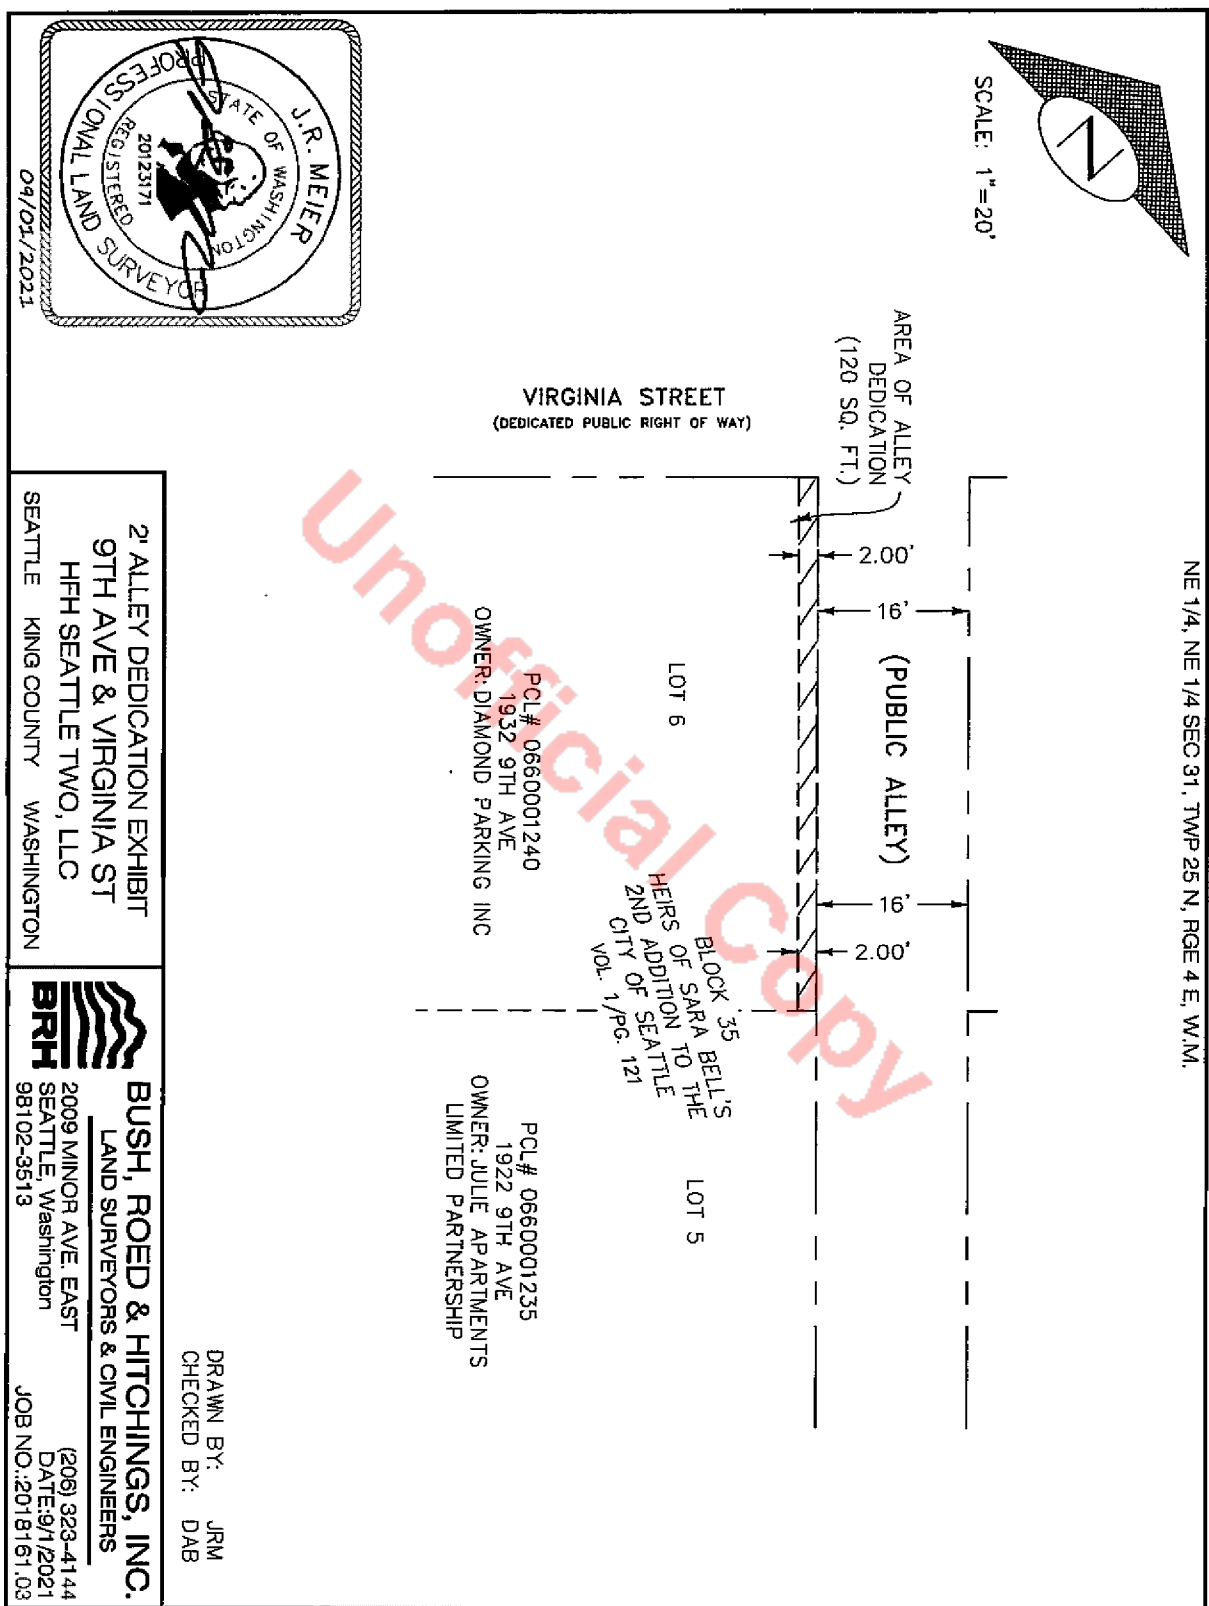 NE 1/4, NE 1/4 SEC 31, TWP 25 N, RGE 4 E, W.M.
N
SCALE: 1"=20'
AREA OF ALLEY
DEDICATION
(120 SQ. FT.)
2.00'
16'
(PUBLIC ALLEY)
16'
2.00'
VIRGINIA STREET
(DEDICATED PUBLIC RIGHT OF WAY)
LOT 6
PCL# 0660001240
1932 9TH AVE
OWNER: DIAMOND PARKING INC
BLOCK 35
HEIRS OF SARA BELL'S
2ND ADDITION TO THE
CITY OF SEATTLE
VOL. 1/PG. 121
LOT 5
PCL# 0660001235
1922 9TH AVE
OWNER: JULIE APARTMENTS
LIMITED PARTNERSHIP
Unofficial Copy
J.R. MEIER
STATE OF WASHINGTON
20123171
REGISTERED
PROFESSIONAL LAND SURVEYOR
09/01/2021
DRAWN BY: JRM
CHECKED BY: DAB
2' ALLEY DEDICATION EXHIBIT
9TH AVE & VIRGINIA ST
HFH SEATTLE TWO, LLC
SEATTLE KING COUNTY WASHINGTON
BRH
BUSH, ROED & HITCHINGS, INC.
LAND SURVEYORS & CIVIL ENGINEERS
2009 MINOR AVE. EAST (206) 323-4144
SEATTLE, Washington DATE:9/1/2021
98102-3513 JOB NO.:2018161.03